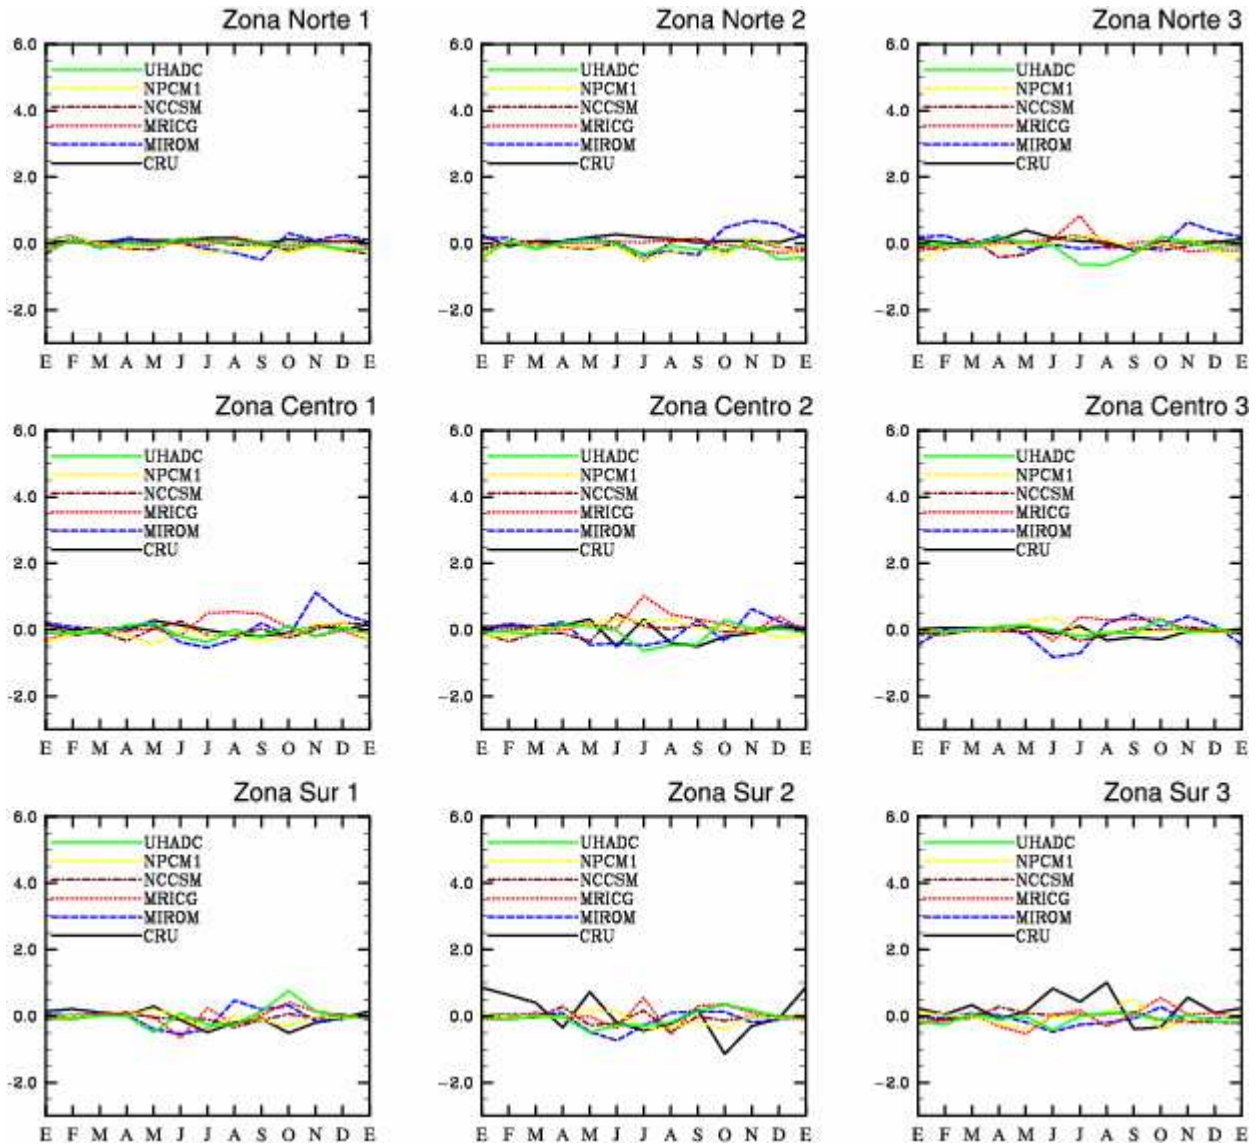 Zona Norte 1
6.0
UHADC
NPCM1
NCCSM
MRICG
MIROM
CRU
4.0
2.0
0.0
-2.0
E F M A M J J A S O N D E
Zona Norte 2
6.0
UHADC
NPCM1
NCCSM
MRICG
MIROM
CRU
4.0
2.0
0.0
-2.0
E F M A M J J A S O N D E
Zona Norte 3
6.0
UHADC
NPCM1
NCCSM
MRICG
MIROM
CRU
4.0
2.0
0.0
-2.0
E F M A M J J A S O N D E
Zona Centro 1
6.0
UHADC
NPCM1
NCCSM
MRICG
MIROM
CRU
4.0
2.0
0.0
-2.0
E F M A M J J A S O N D E
Zona Centro 2
6.0
UHADC
NPCM1
NCCSM
MRICG
MIROM
CRU
4.0
2.0
0.0
-2.0
E F M A M J J A S O N D E
Zona Centro 3
6.0
UHADC
NPCM1
NCCSM
MRICG
MIROM
CRU
4.0
2.0
0.0
-2.0
E F M A M J J A S O N D E
Zona Sur 1
6.0
UHADC
NPCM1
NCCSM
MRICG
MIROM
CRU
4.0
2.0
0.0
-2.0
E F M A M J J A S O N D E
Zona Sur 2
6.0
UHADC
NPCM1
NCCSM
MRICG
MIROM
CRU
4.0
2.0
0.0
-2.0
E F M A M J J A S O N D E
Zona Sur 3
6.0
UHADC
NPCM1
NCCSM
MRICG
MIROM
CRU
4.0
2.0
0.0
-2.0
E F M A M J J A S O N D E